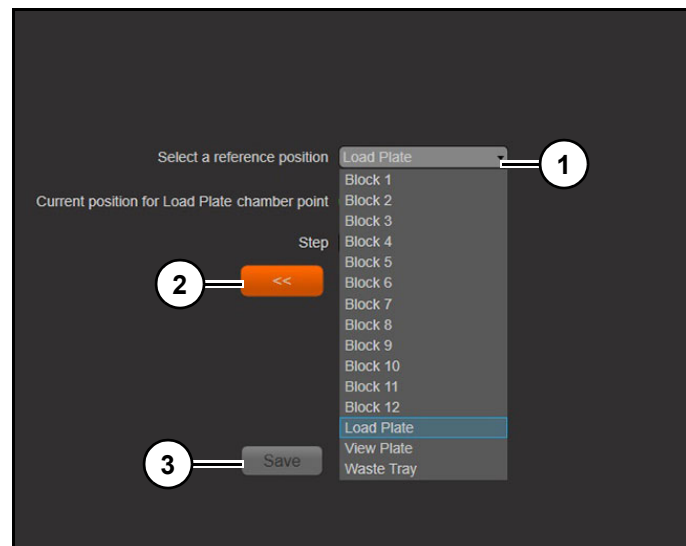 Select a reference position Load Plate 1
Block 1
Current position for Load Plate chamber point Block 2
Block 3
Step Block 4
Block 5
2 << Block 6
Block 7
Block 8
Block 9
Block 10
Block 11
Block 12
Load Plate
View Plate
3 Save Waste Tray